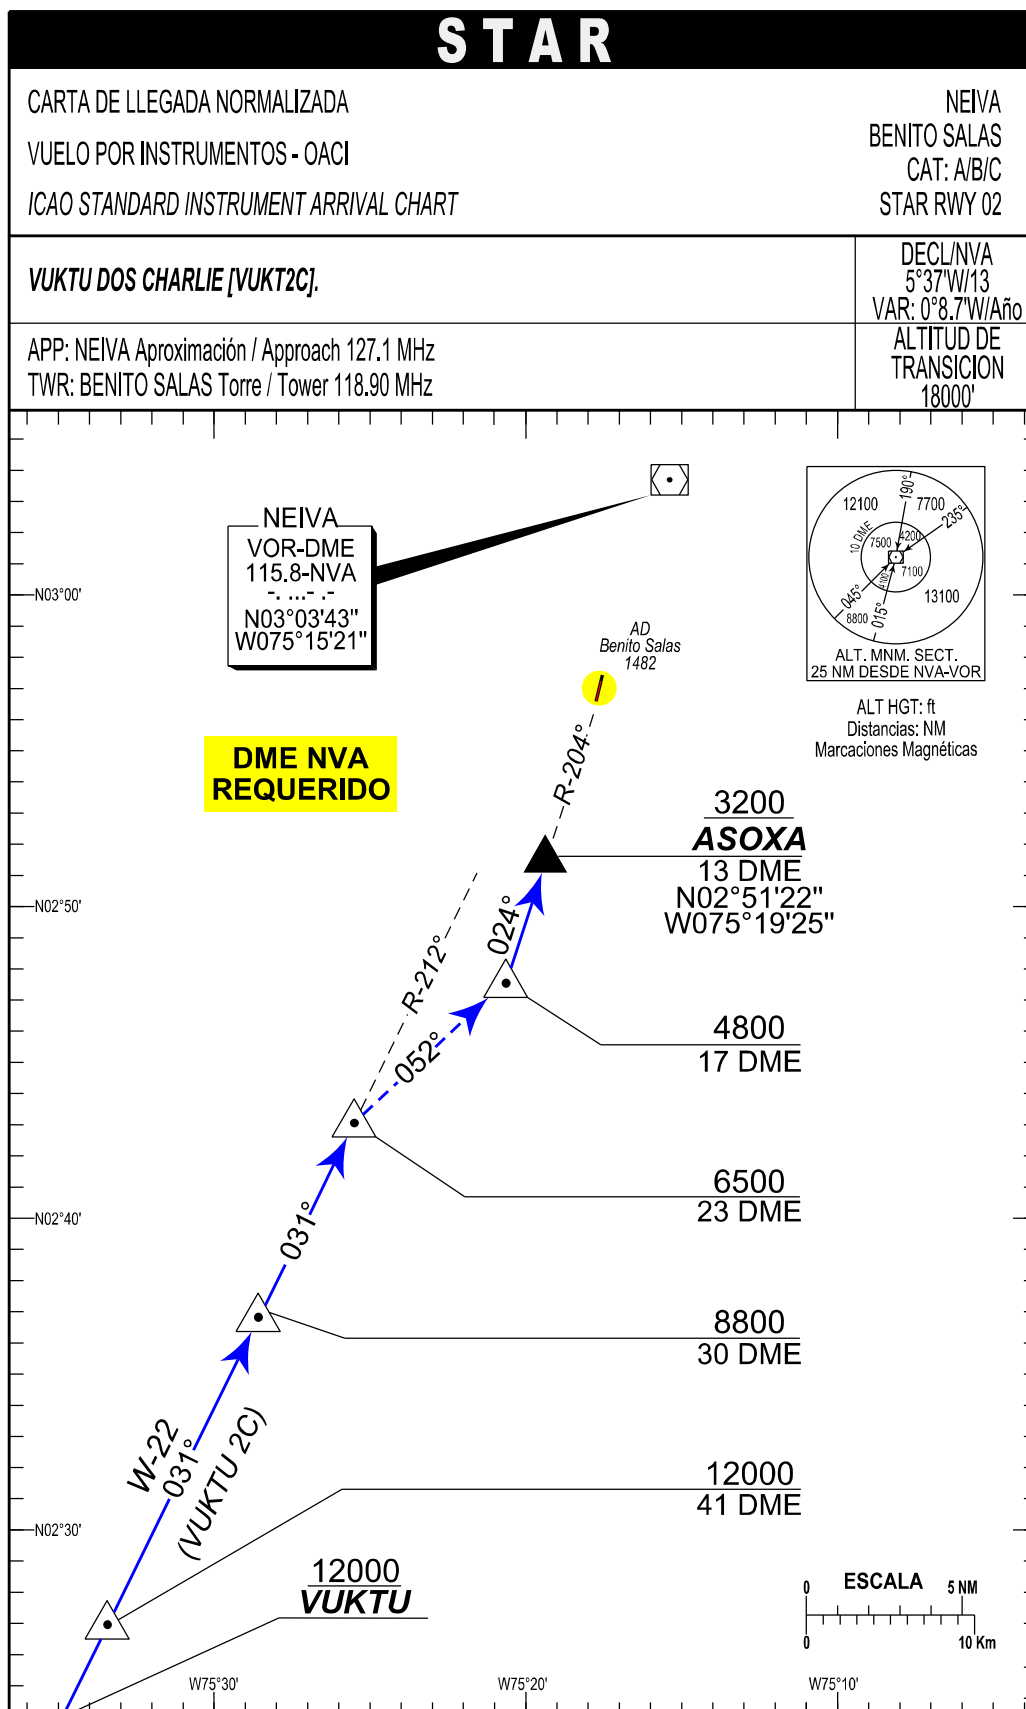 STAR
CARTA DE LLEGADA NORMALIZADA
VUELO POR INSTRUMENTOS - OACI
ICAO STANDARD INSTRUMENT ARRIVAL CHART
NEIVA
BENITO SALAS
CAT: A/B/C
STAR RWY 02
VUKTU DOS CHARLIE [VUKT2C].
DECL/NVA
5°37'W/13
VAR: 0°8.7'W/Año
APP: NEIVA Aproximación / Approach 127.1 MHz
TWR: BENITO SALAS Torre / Tower 118.90 MHz
ALTITUD DE
TRANSICION
18000'
NEIVA
VOR-DME
115.8-NVA
-. ...- .-
N03°03'43"
W075°15'21"
12100
190°
7700
235°
10 DME
7500
4200
4100
7100
045°
015°
8800
13100
ALT. MNM. SECT.
25 NM DESDE NVA-VOR
ALT HGT: ft
Distancias: NM
Marcaciones Magnéticas
N03°00'
AD
Benito Salas
1482
DME NVA
REQUERIDO
R-204°
3200
ASOXA
13 DME
N02°51'22"
W075°19'25"
N02°50'
024°
R-212°
052°
4800
17 DME
6500
23 DME
N02°40'
031°
8800
30 DME
W-22
031°
(VUKTU 2C)
12000
41 DME
N02°30'
12000
VUKTU
ESCALA
0
5 NM
0
10 Km
W75°30'
W75°20'
W75°10'